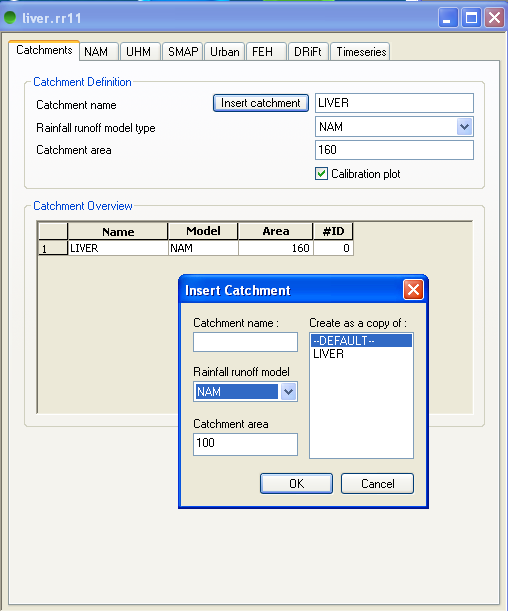 liver.rr11
Catchments NAM UHM SMAP Urban FEH DRiFt Timeseries
Catchment Definition
Catchment name Insert catchment LIVER
Rainfall runoff model type NAM
Catchment area 160
Calibration plot
Catchment Overview
Name Model Area #ID
1 LIVER NAM 160 0
Insert Catchment
Catchment name : Create as a copy of :
--DEFAULT--
LIVER
Rainfall runoff model
NAM
Catchment area
100
OK Cancel